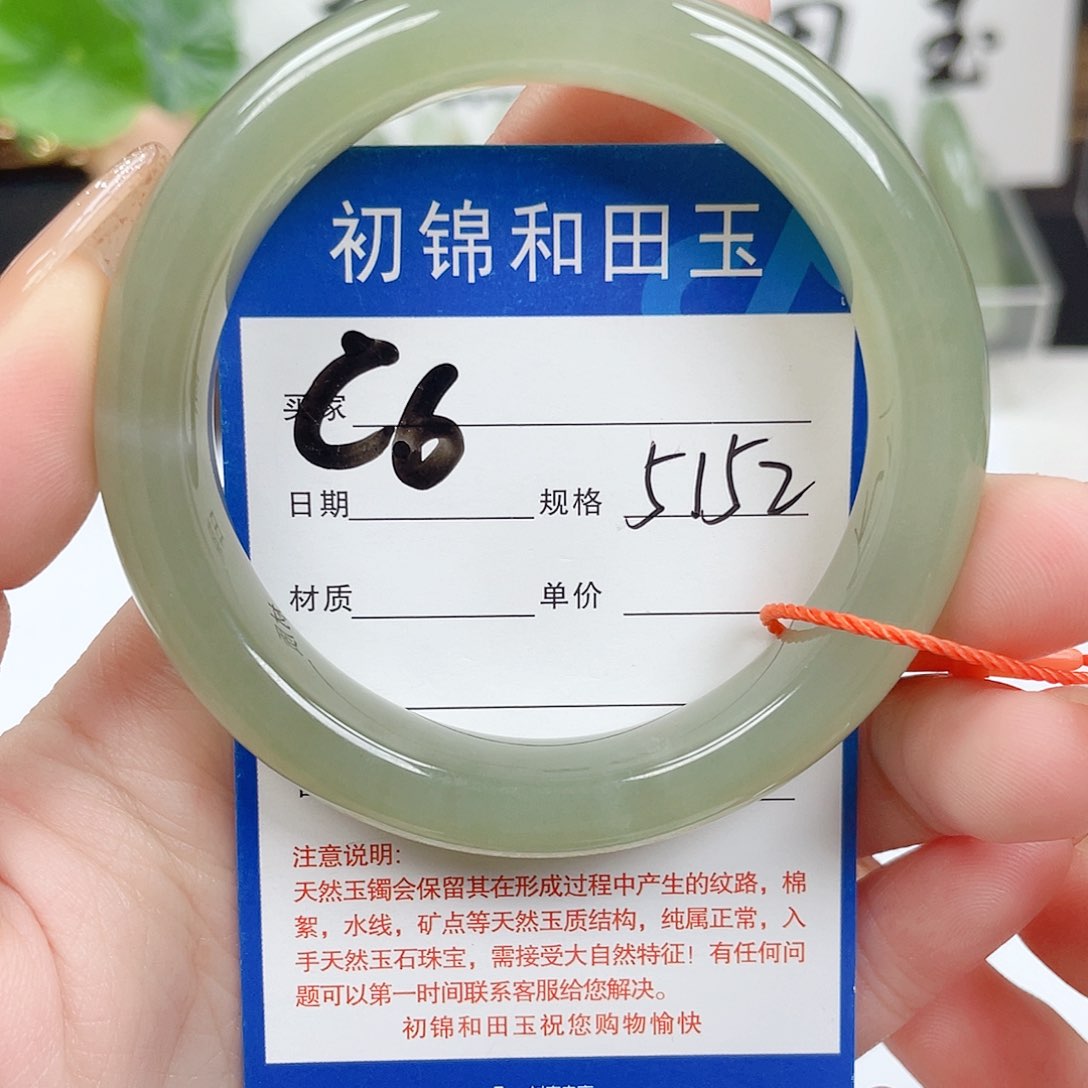 玉
初锦和田玉
C6
买家
日期 规格 5152
材质 单价
注意说明:
天然玉镯会保留其在形成过程中产生的纹路，棉
絮，水线，矿点等天然玉质结构，纯属正常，入
手天然玉石珠宝，需接受大自然特征！有任何问
题可以第一时间联系客服给您解决。
初锦和田玉祝您购物愉快